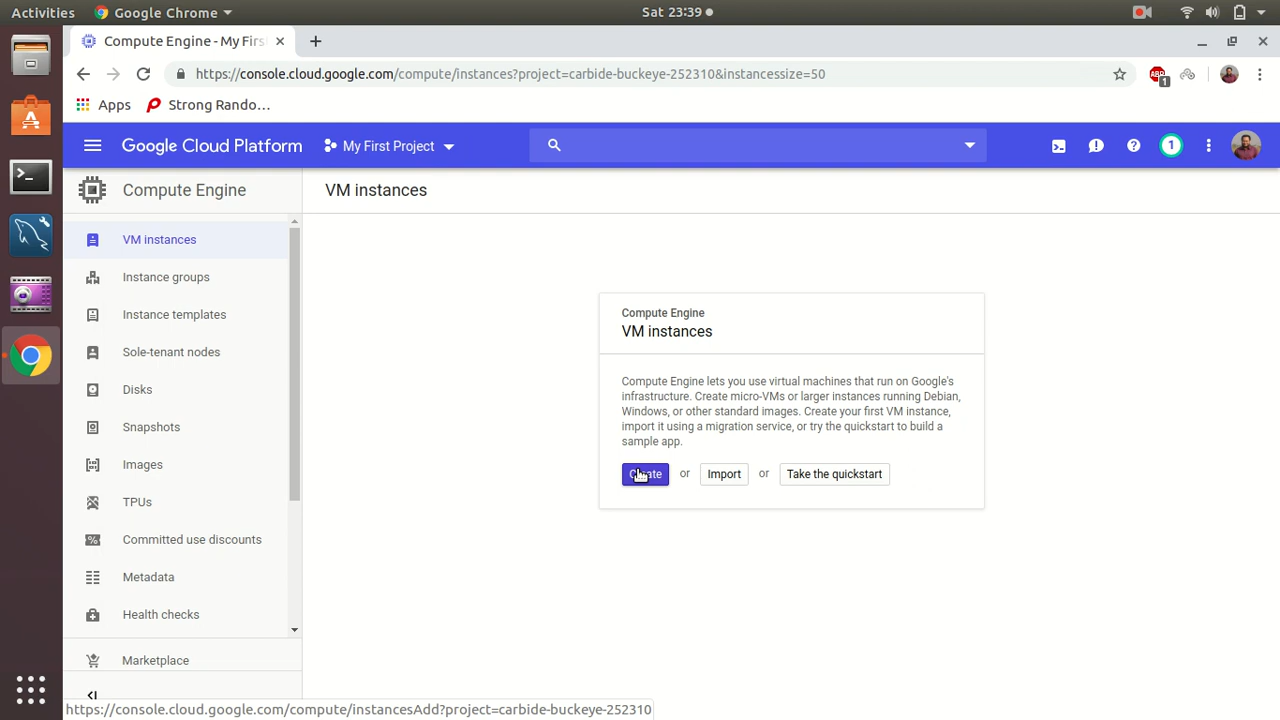 Activities
Google Chrome
Sat 23:39
Compute Engine - My Firs
https://console.cloud.google.com/compute/instances?project=carbide-buckeye-252310&instancessize=50
ABP
1
Apps
Strong Rando...
Google Cloud Platform
My First Project
1
Compute Engine
VM instances
VM instances
Instance groups
Instance templates
Sole-tenant nodes
Disks
Snapshots
Images
TPUs
Committed use discounts
Metadata
Health checks
Marketplace
Compute Engine
VM instances
Compute Engine lets you use virtual machines that run on Google's
infrastructure. Create micro-VMs or larger instances running Debian,
Windows, or other standard images. Create your first VM instance,
import it using a migration service, or try the quickstart to build a
sample app.
Create or Import or Take the quickstart
https://console.cloud.google.com/compute/instancesAdd?project=carbide-buckeye-252310